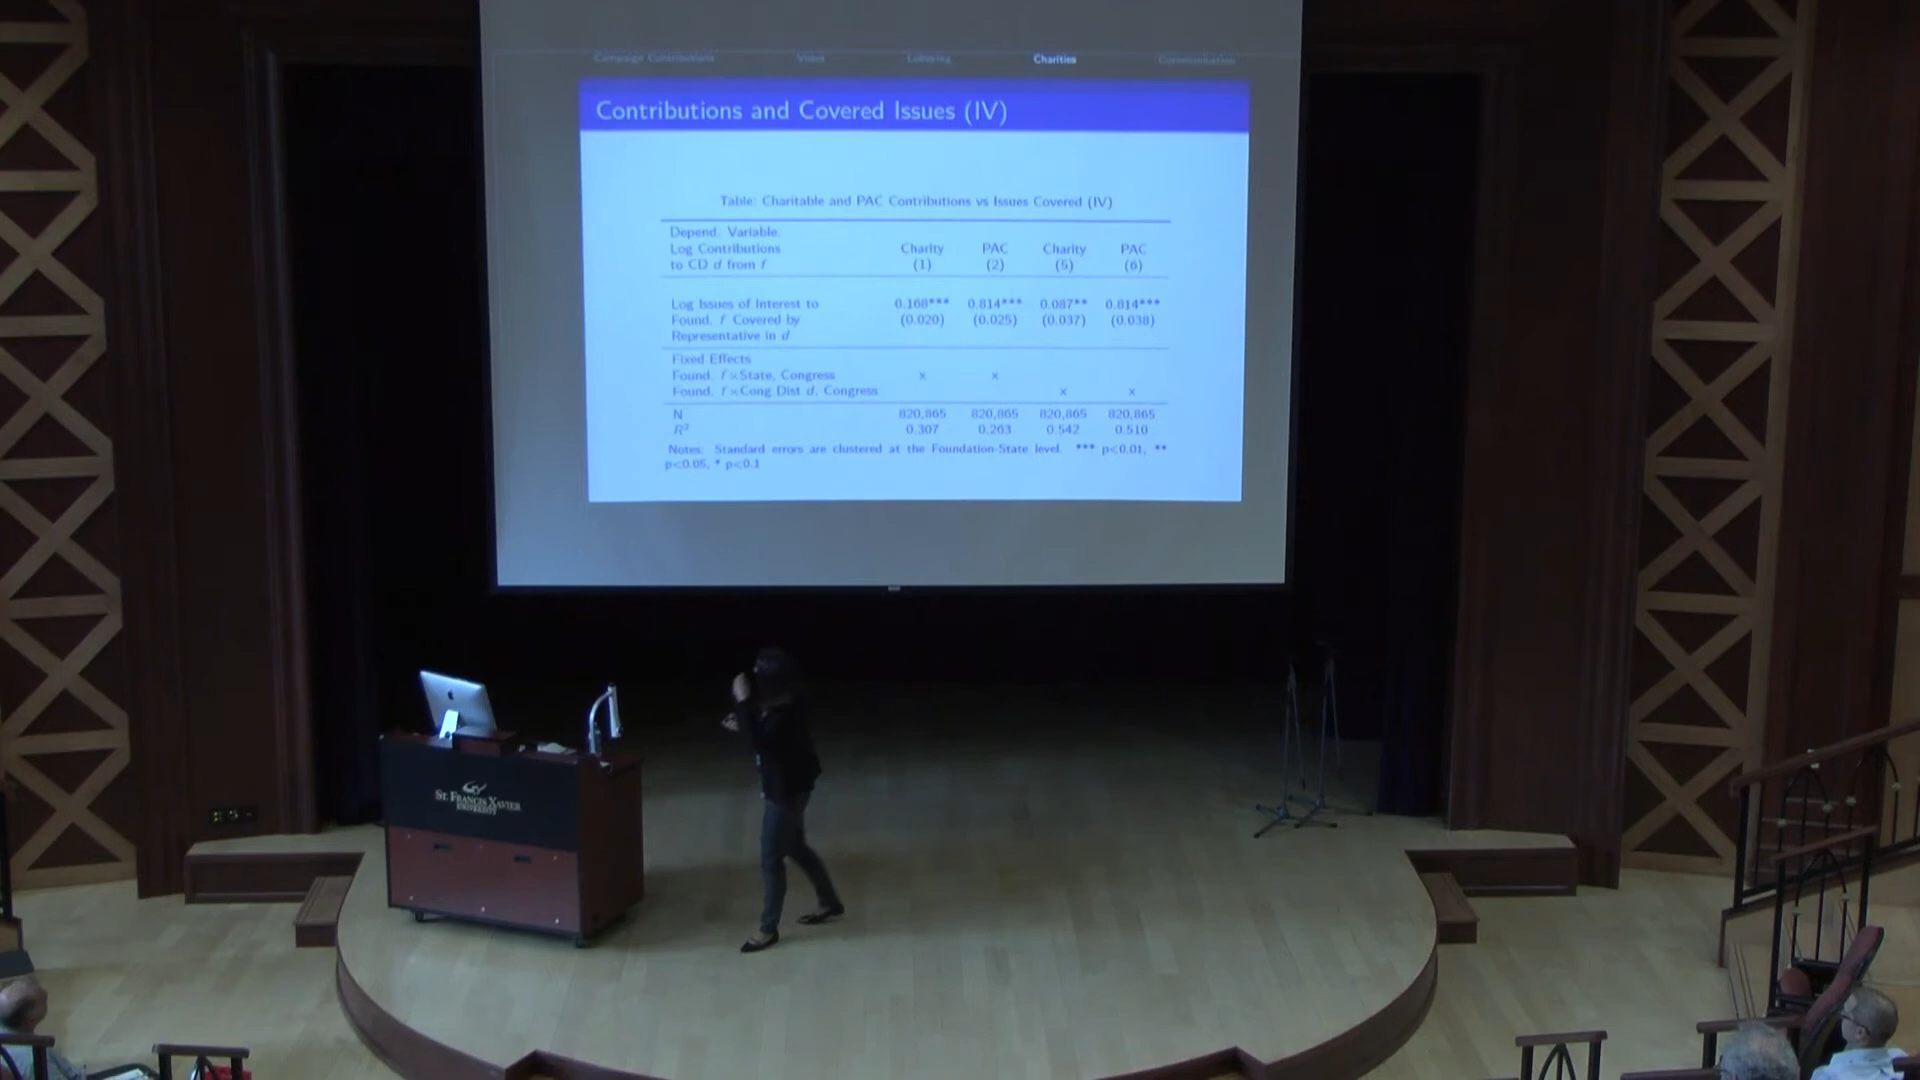 Campaign Contributions Video Lobbying Charities Communication
Contributions and Covered Issues (IV)
Table: Charitable and PAC Contributions vs Issues Covered (IV)
Depend. Variable.
Log Contributions Charity PAC Charity PAC
to CD d from f (1) (2) (5) (6)
Log Issues of Interest to 0.168*** 0.814*** 0.087** 0.814***
Found. f Covered by (0.020) (0.025) (0.037) (0.038)
Representative in d
Fixed Effects
Found. f×State, Congress × ×
Found. f×Cong Dist d, Congress × ×
N 820,865 820,865 820,865 820,865
R² 0.307 0.263 0.542 0.510
Notes: Standard errors are clustered at the Foundation-State level. *** p<0.01, **
p<0.05, * p<0.1
St. Francis Xavier
University